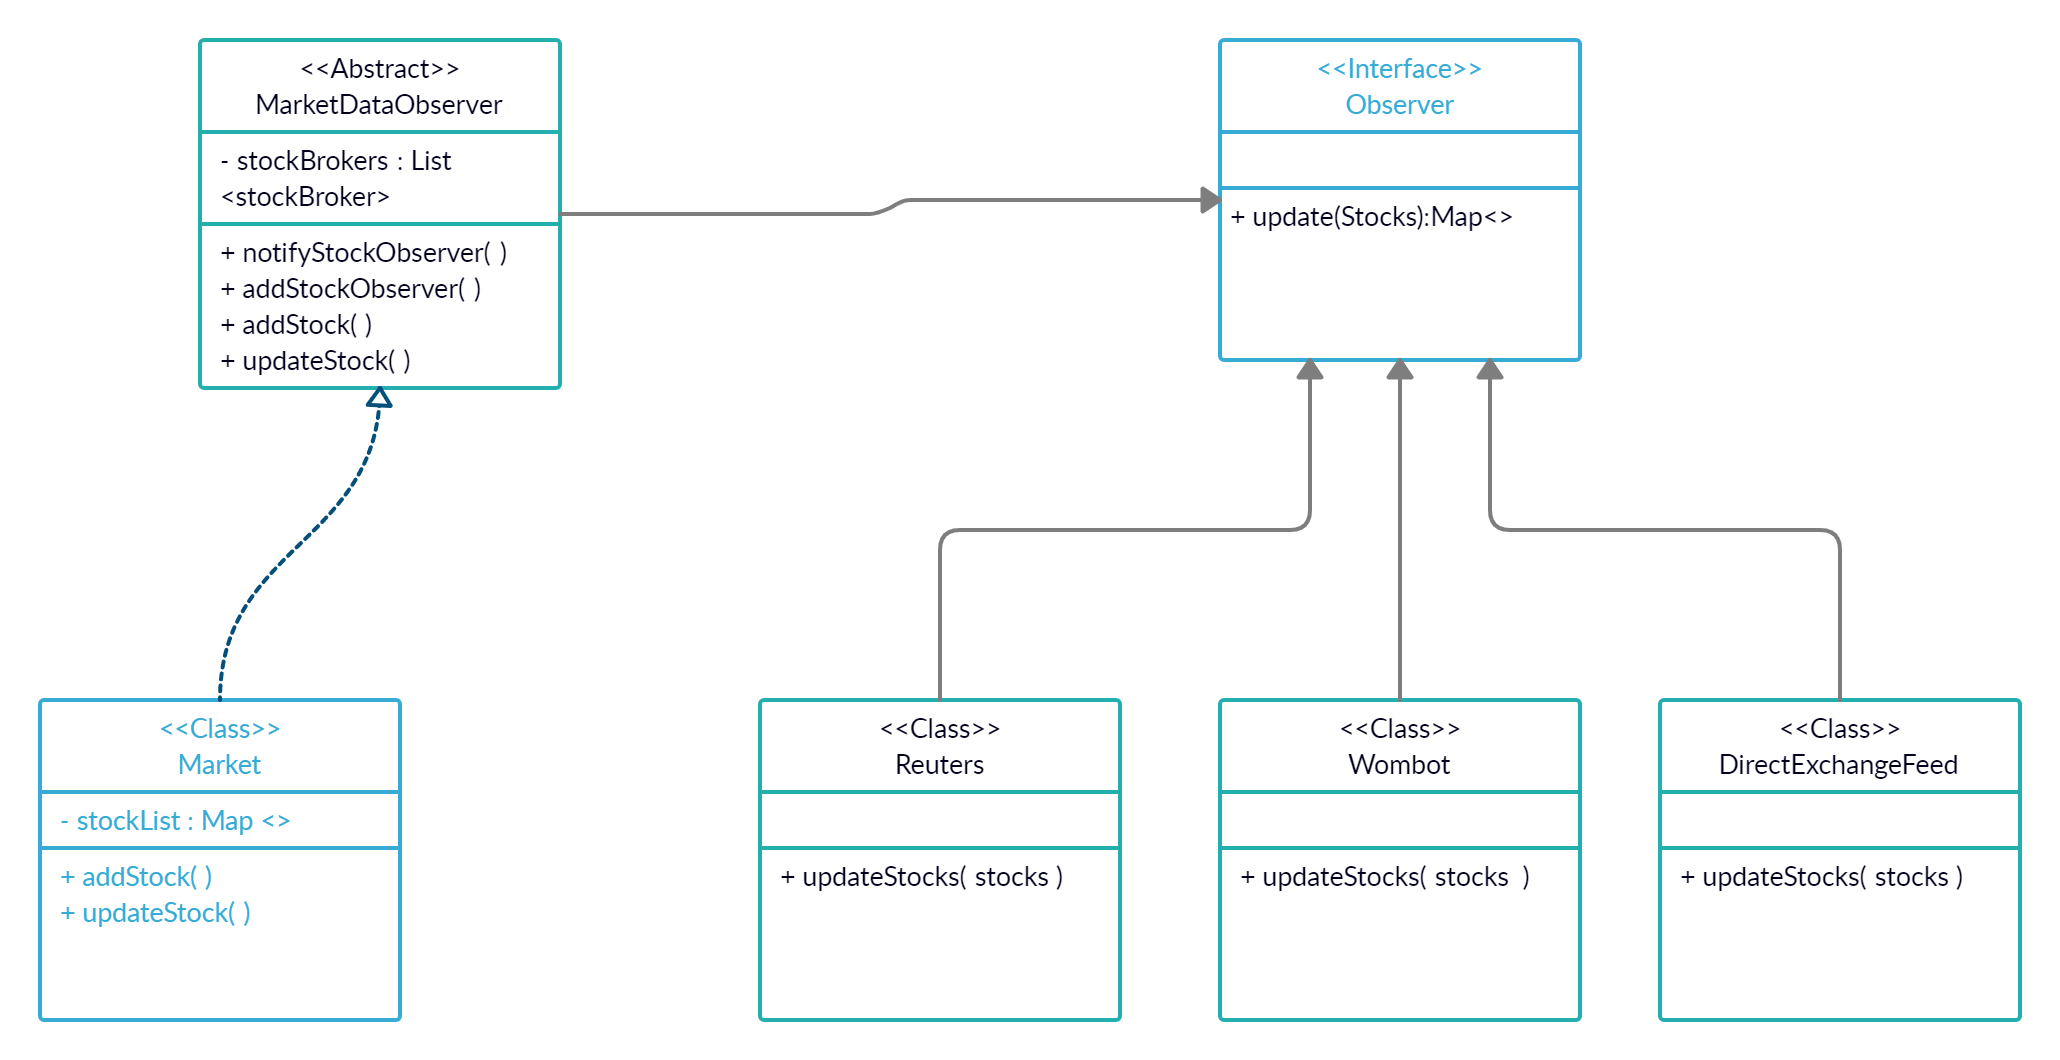 <<Abstract>>
MarketDataObserver
- stockBrokers : List
<stockBroker>
+ notifyStockObserver( )
+ addStockObserver( )
+ addStock( )
+ updateStock( )
<<Interface>>
Observer
+ update(Stocks):Map<>
<<Class>>
Market
- stockList : Map <>
+ addStock( )
+ updateStock( )
<<Class>>
Reuters
+ updateStocks( stocks )
<<Class>>
Wombot
+ updateStocks( stocks  )
<<Class>>
DirectExchangeFeed
+ updateStocks( stocks )